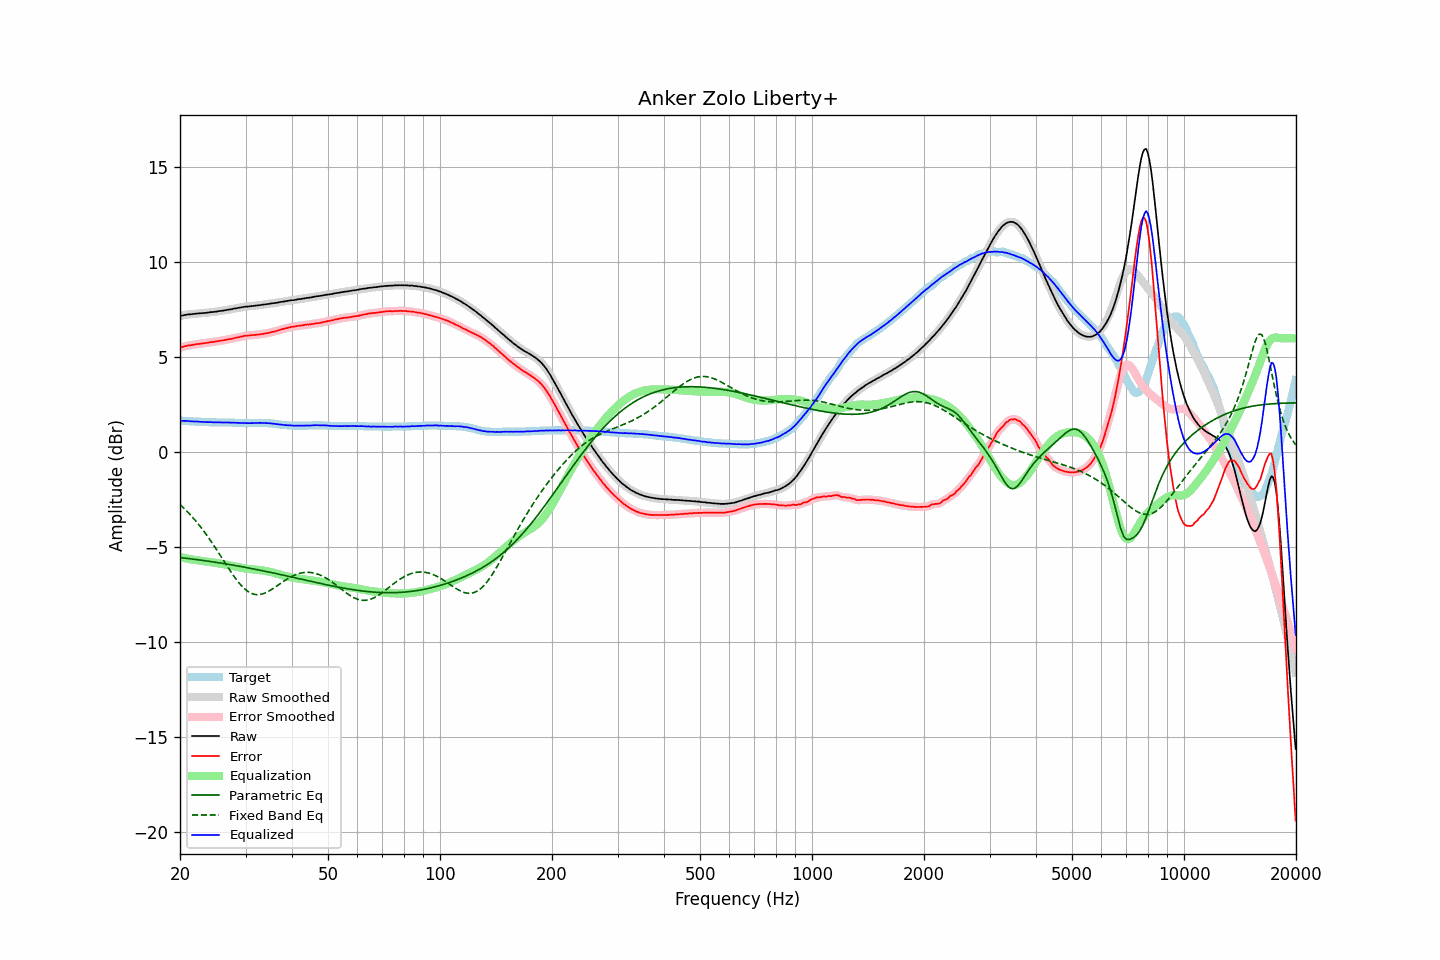 Anker Zolo Liberty+
15
10
5
0
−5
−10
−15
−20
Amplitude (dBr)
Target
Raw Smoothed
Error Smoothed
Raw
Error
Equalization
Parametric Eq
Fixed Band Eq
Equalized
20 50 100 200 500 1000 2000 5000 10000 20000
Frequency (Hz)